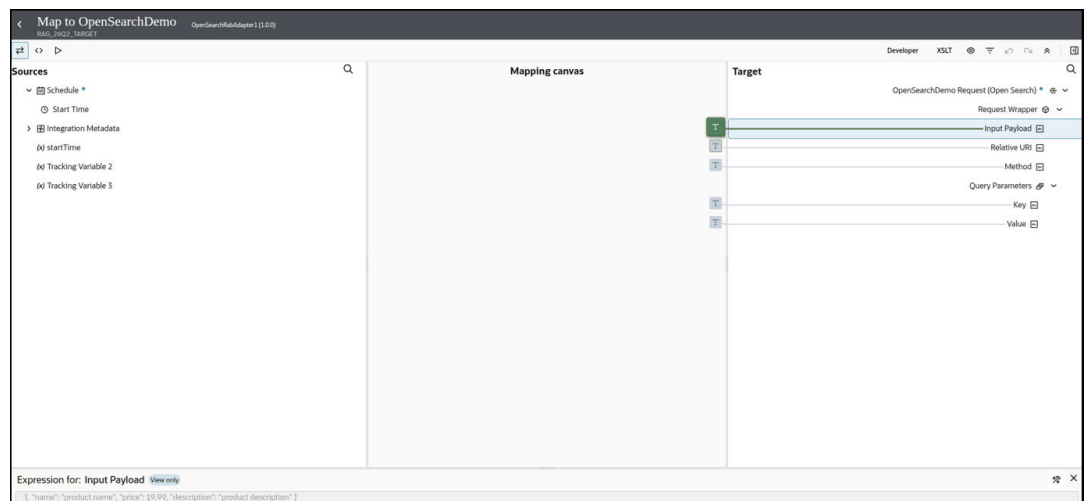 Map to OpenSearchDemo OpenSearchRabAdapter1 (1.0.0)
RAG_26Q2_TARGET
Developer XSLT
Sources Mapping canvas Target
Schedule * OpenSearchDemo Request (Open Search) *
Start Time Request Wrapper
Integration Metadata T Input Payload
(x) startTime T Relative URI
(x) Tracking Variable 2 T Method
(x) Tracking Variable 3 Query Parameters
T Key
T Value
Expression for: Input Payload View only
'{ "name": "product name", "price": 19.99, "description": "product description" }'